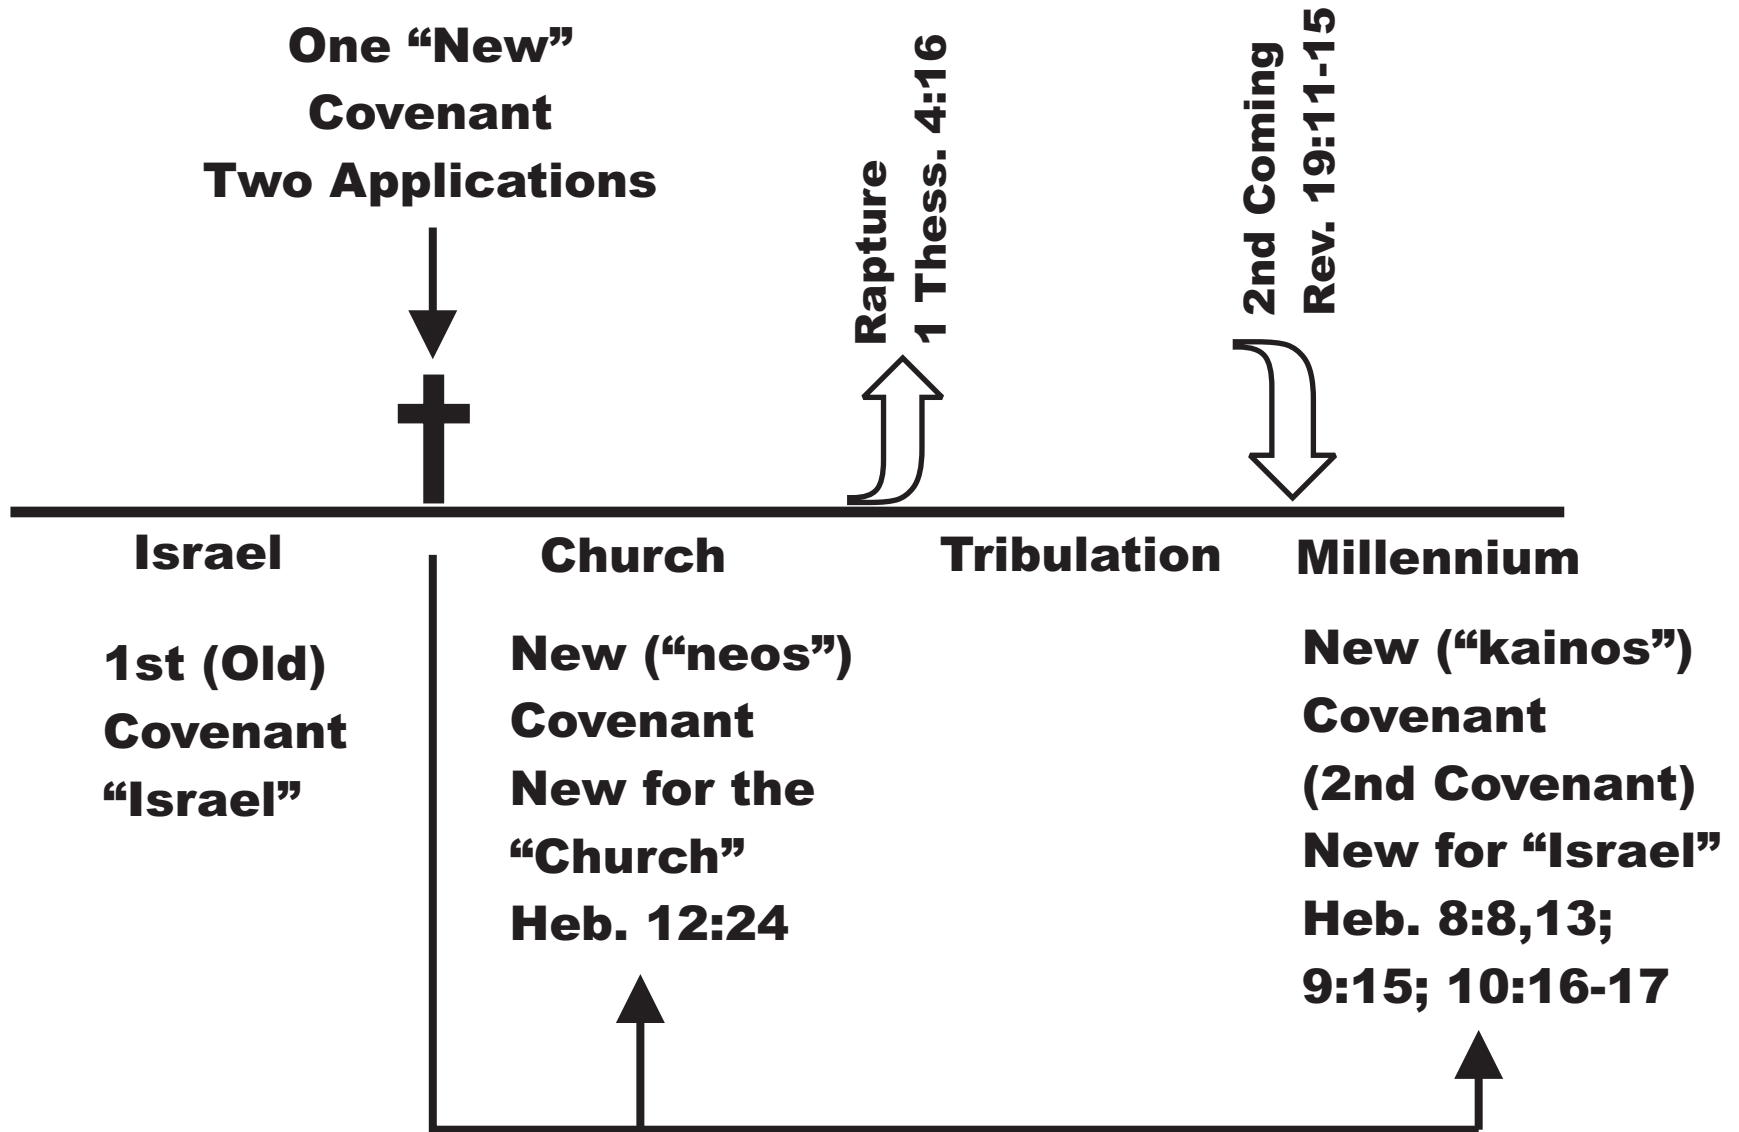 One “New”
Covenant
Two Applications
Rapture
1 Thess. 4:16
2nd Coming
Rev. 19:11-15
Israel
Church
Tribulation
Millennium
1st (Old)
Covenant
“Israel”
New (“neos”)
Covenant
New for the
“Church”
Heb. 12:24
New (“kainos”)
Covenant
(2nd Covenant)
New for “Israel”
Heb. 8:8,13;
9:15; 10:16-17